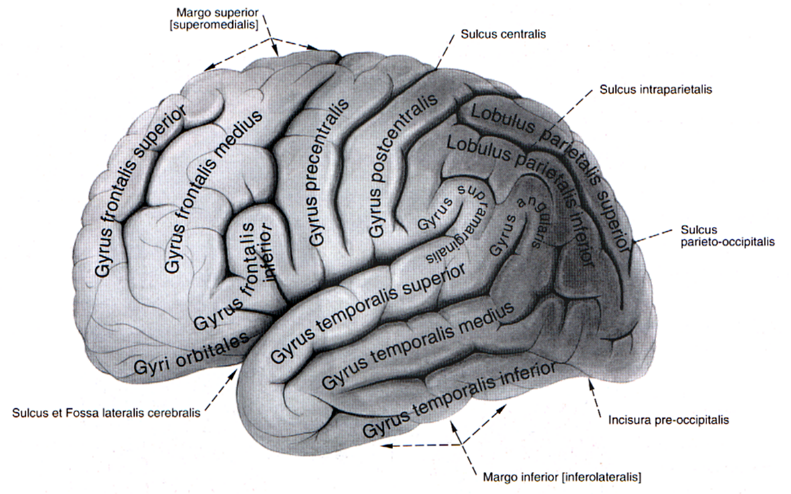 Margo superior
[superomedialis]
Sulcus centralis
Sulcus intraparietalis
Gyrus frontalis superior
Gyrus frontalis medius
Gyrus precentralis
Gyrus postcentralis
Lobulus parietalis superior
Lobulus parietalis inferior
Gyrus supramarginalis
Gyrus angularis
Gyrus frontalis
inferior
Sulcus
parieto-occipitalis
Gyrus temporalis superior
Gyri orbitales
Gyrus temporalis medius
Gyrus temporalis inferior
Sulcus et Fossa lateralis cerebralis
Incisura pre-occipitalis
Margo inferior [inferolateralis]